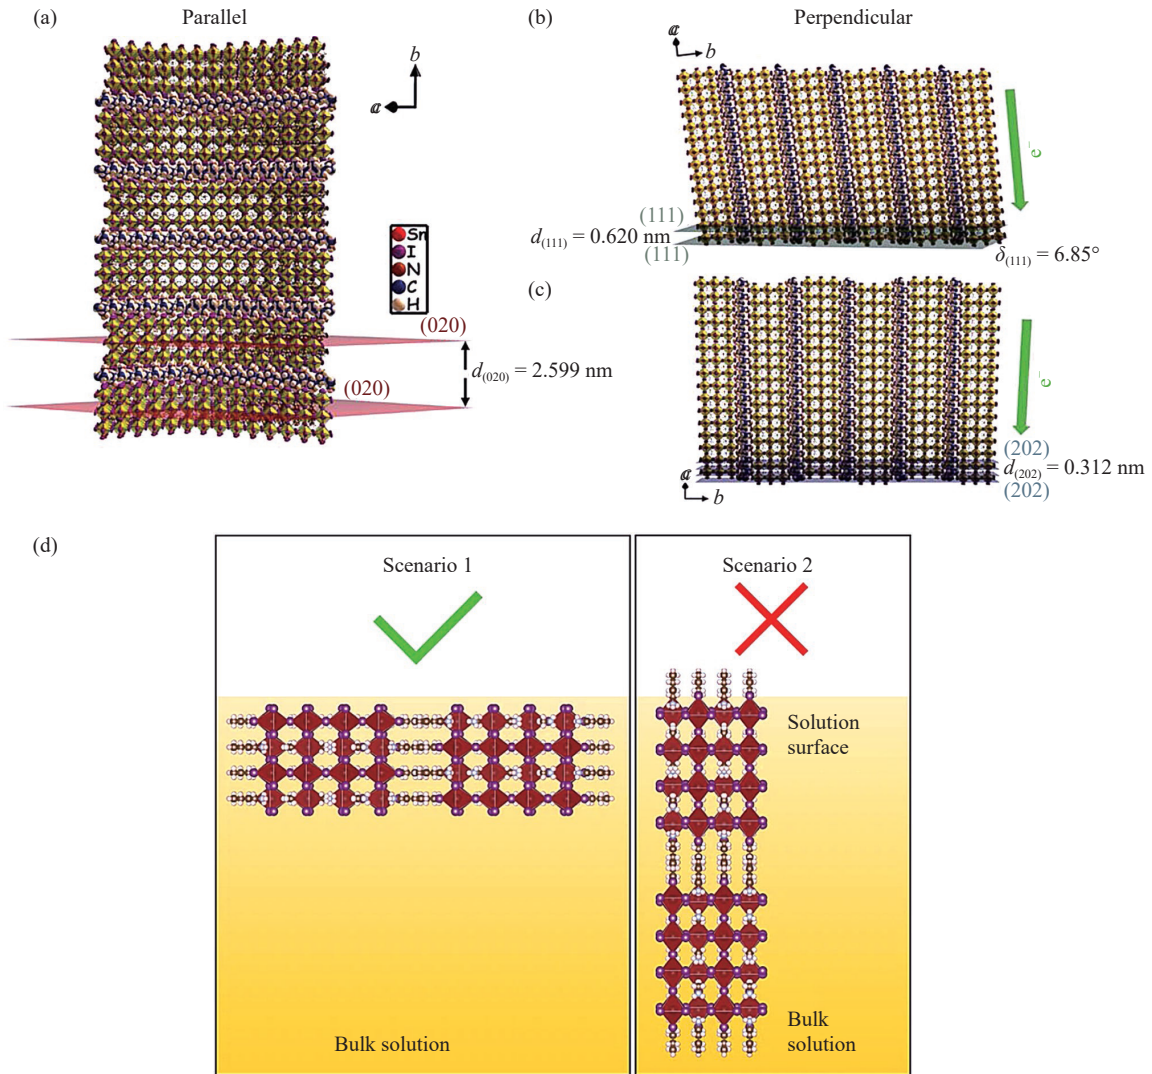 (a)
Parallel
b
a
Sn
I
N
C
H
(020)
d(020) = 2.599 nm
(020)
(b)
Perpendicular
a
b
e−
(111)
d(111) = 0.620 nm
(111)
δ(111) = 6.85°
(c)
e−
(202)
d(202) = 0.312 nm
(202)
a
b
(d)
Scenario 1
Bulk solution
Scenario 2
Solution
surface
Bulk
solution